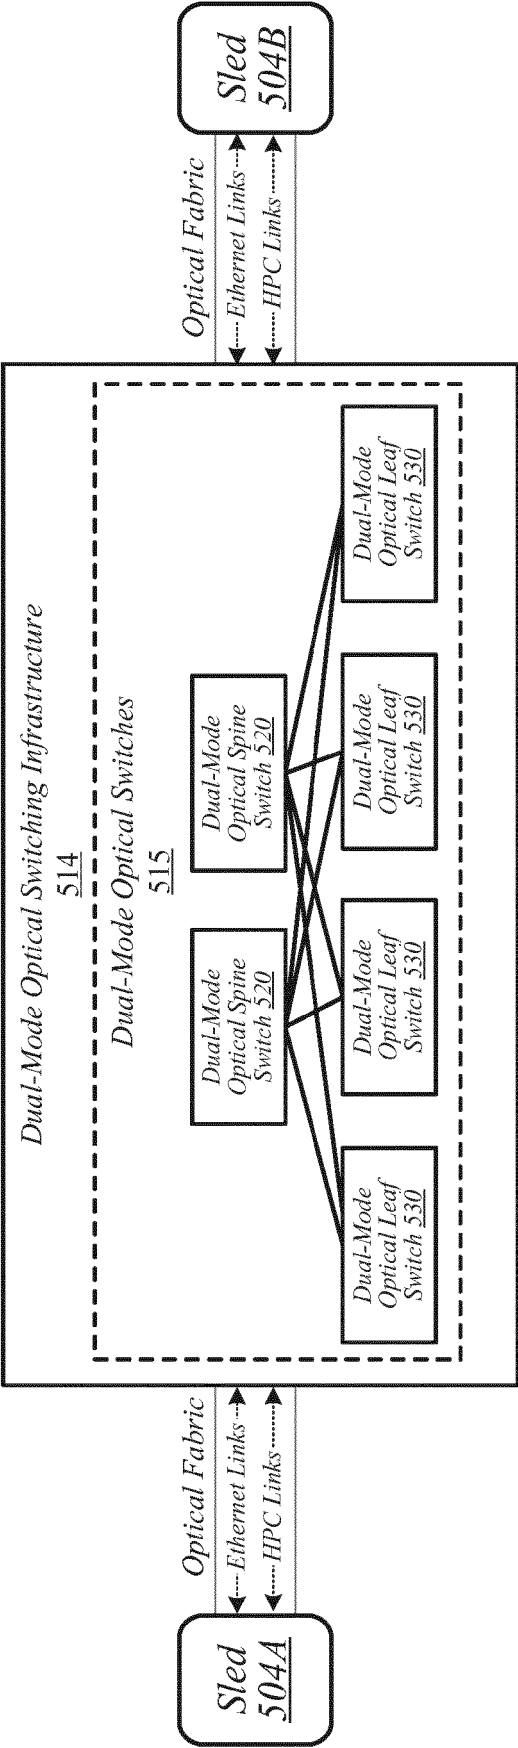 Dual-Mode Optical Switching Infrastructure
514
Dual-Mode Optical Switches
515
Sled
504A
Optical Fabric
Ethernet Links
HPC Links
Dual-Mode
Optical Spine
Switch 520
Dual-Mode
Optical Spine
Switch 520
Dual-Mode
Optical Leaf
Switch 530
Dual-Mode
Optical Leaf
Switch 530
Dual-Mode
Optical Leaf
Switch 530
Dual-Mode
Optical Leaf
Switch 530
Optical Fabric
Ethernet Links
HPC Links
Sled
504B